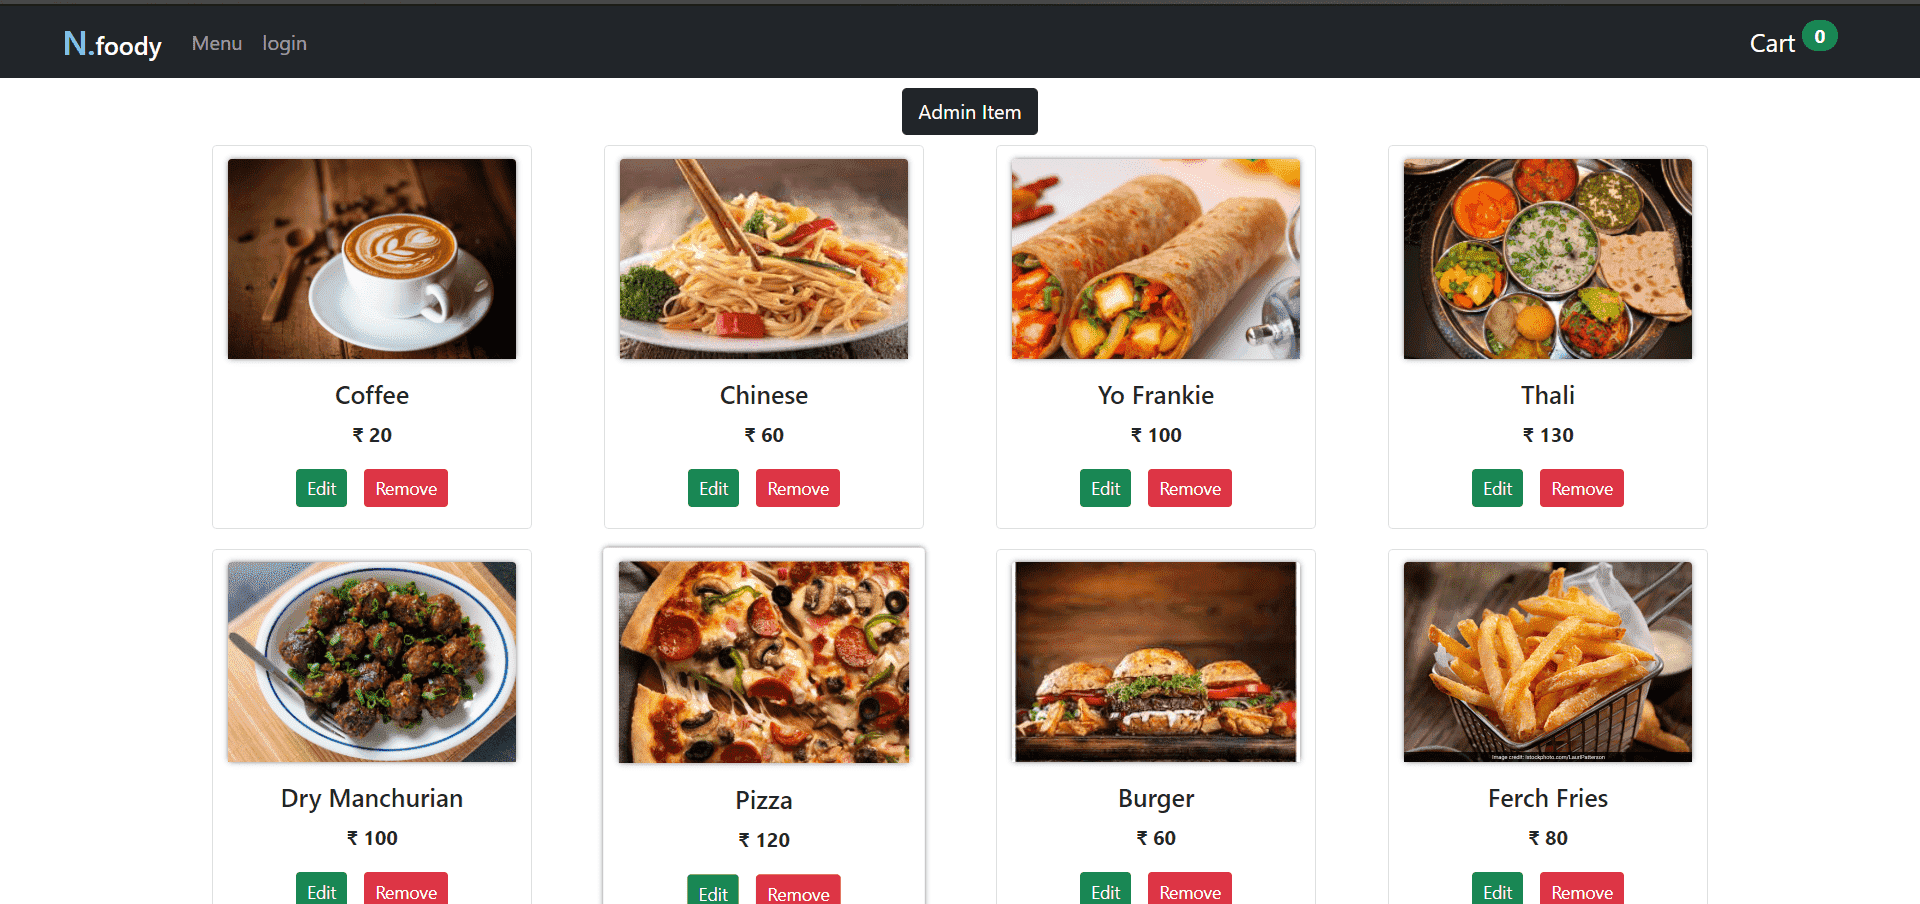 N.foody Menu login Cart 0
Admin Item
Coffee Chinese Yo Frankie Thali
₹ 20 ₹ 60 ₹ 100 ₹ 130
Edit Remove Edit Remove Edit Remove Edit Remove
Image credit: istockphoto.com/LauriPatterson
Dry Manchurian Pizza Burger Ferch Fries
₹ 100 ₹ 120 ₹ 60 ₹ 80
Edit Remove Edit Remove Edit Remove Edit Remove